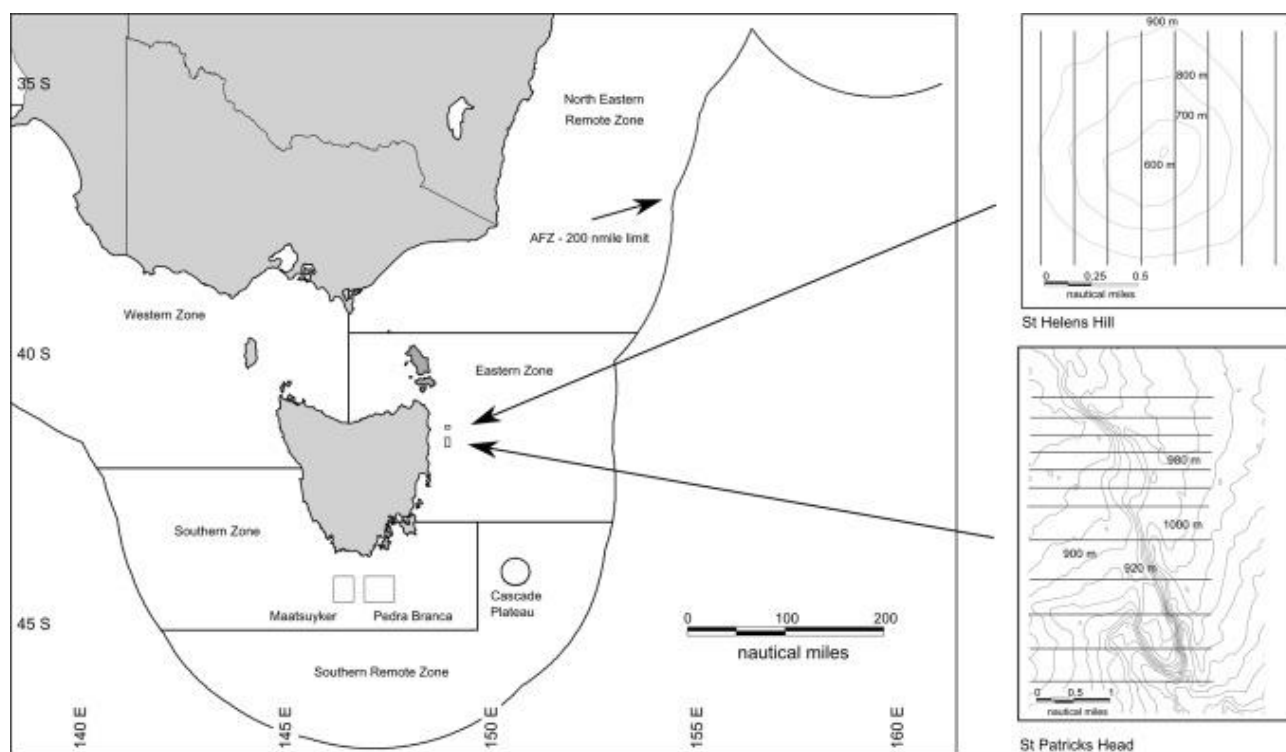 35 S
40 S
45 S
140 E
145 E
150 E
155 E
160 E
North Eastern
Remote Zone
AFZ - 200 nmile limit
Western Zone
Eastern Zone
Southern Zone
Maatsuyker
Pedra Branca
Cascade
Plateau
Southern Remote Zone
0 100 200
nautical miles
900 m
800 m
700 m
600 m
0 0.25 0.5
nautical miles
St Helens Hill
980 m
1000 m
900 m
920 m
0 0.5 1
nautical miles
St Patricks Head